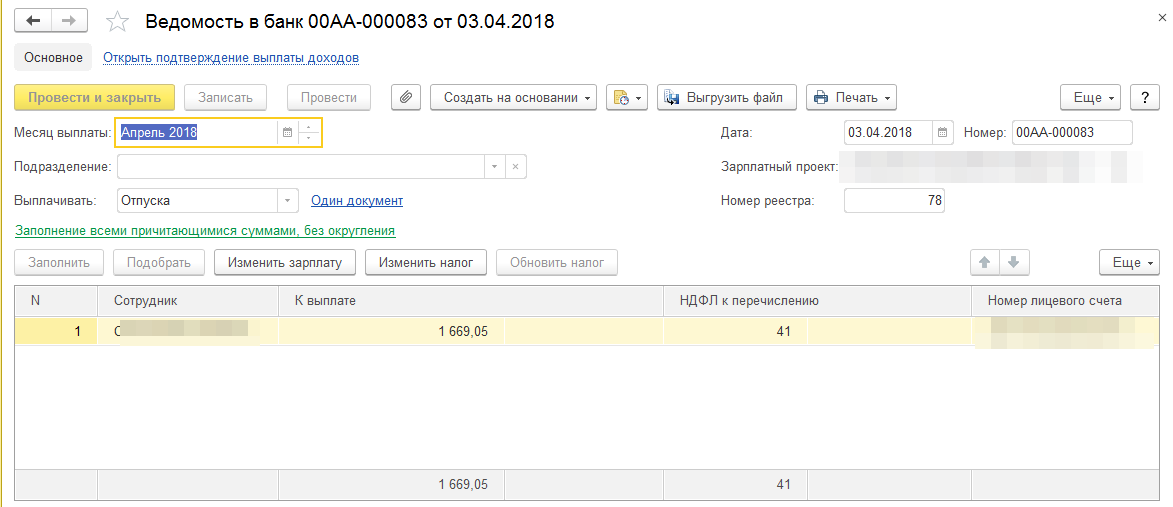 Ведомость в банк 00АА-000083 от 03.04.2018
Основное Открыть подтверждение выплаты доходов
Провести и закрыть Записать Провести Создать на основании Выгрузить файл Печать Еще ?
Месяц выплаты: Апрель 2018 Дата: 03.04.2018 Номер: 00АА-000083
Подразделение: Зарплатный проект:
Выплачивать: Отпуска Один документ Номер реестра: 78
Заполнение всеми причитающимися суммами, без округления
Заполнить Подобрать Изменить зарплату Изменить налог Обновить налог Еще
N Сотрудник К выплате НДФЛ к перечислению Номер лицевого счета
1 1 669,05 41
1 669,05 41